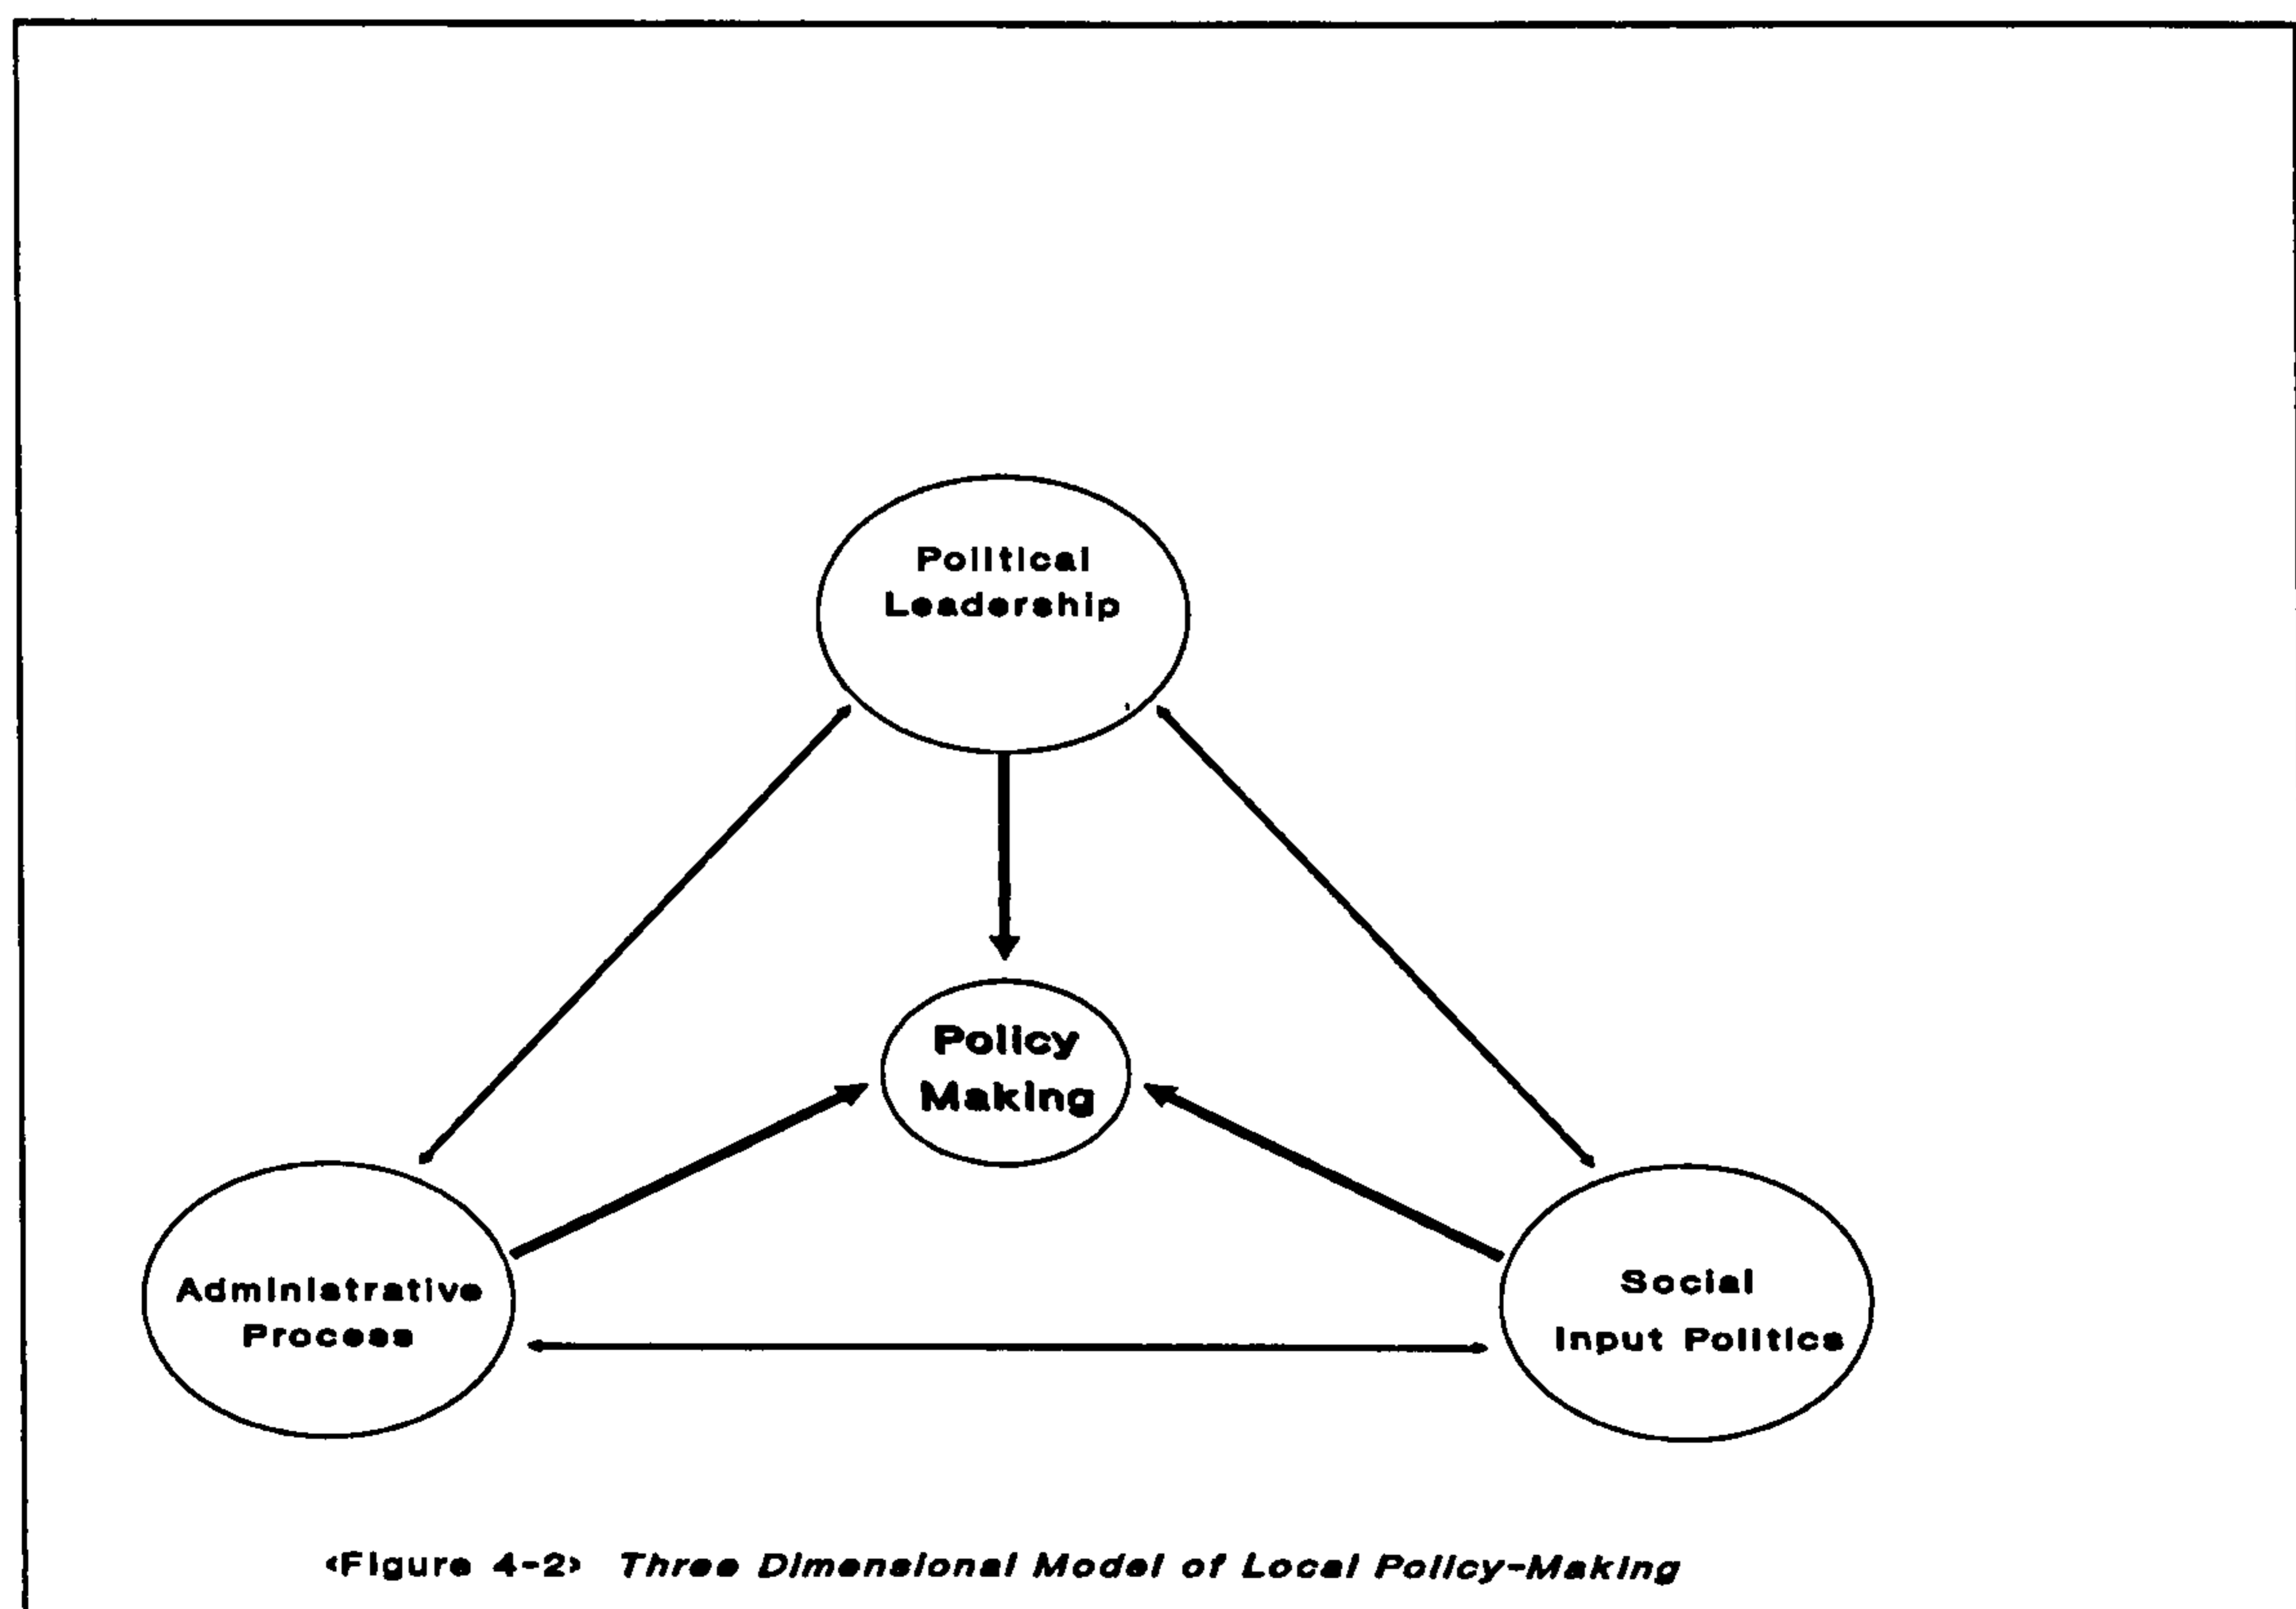 Political
Leadership
Policy
Making
Administrative
Process
Social
Input Politics
<Figure 4-2> Three Dimensional Model of Local Policy-Making